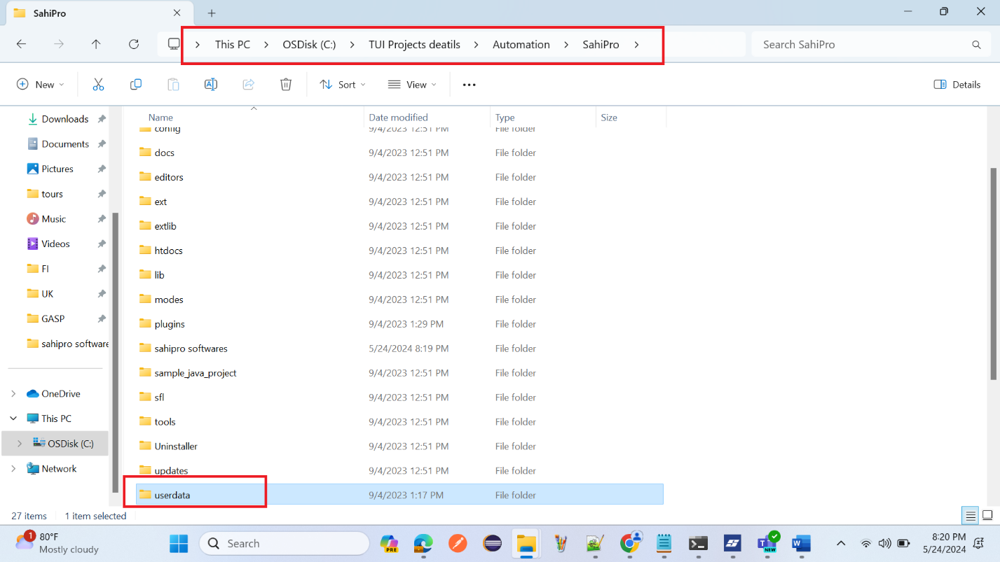 SahiPro
This PC OSDisk (C:) TUI Projects deatils Automation SahiPro
Search SahiPro
New Sort View Details
Name Date modified Type Size
config 9/4/2023 12:51 PM File folder
docs 9/4/2023 12:51 PM File folder
editors 9/4/2023 12:51 PM File folder
ext 9/4/2023 12:51 PM File folder
extlib 9/4/2023 12:51 PM File folder
htdocs 9/4/2023 12:51 PM File folder
lib 9/4/2023 12:51 PM File folder
modes 9/4/2023 12:51 PM File folder
plugins 9/4/2023 1:29 PM File folder
sahipro softwares 5/24/2024 8:19 PM File folder
sample_java_project 9/4/2023 12:51 PM File folder
sfl 9/4/2023 12:51 PM File folder
tools 9/4/2023 12:51 PM File folder
Uninstaller 9/4/2023 12:51 PM File folder
updates 9/4/2023 12:51 PM File folder
userdata 9/4/2023 1:17 PM File folder
Downloads
Documents
Pictures
tours
Music
Videos
FI
UK
GASP
sahipro software
OneDrive
This PC
OSDisk (C:)
Network
27 items 1 item selected
1
80°F
Mostly cloudy
Search
PRE
NEW
8:20 PM
5/24/2024